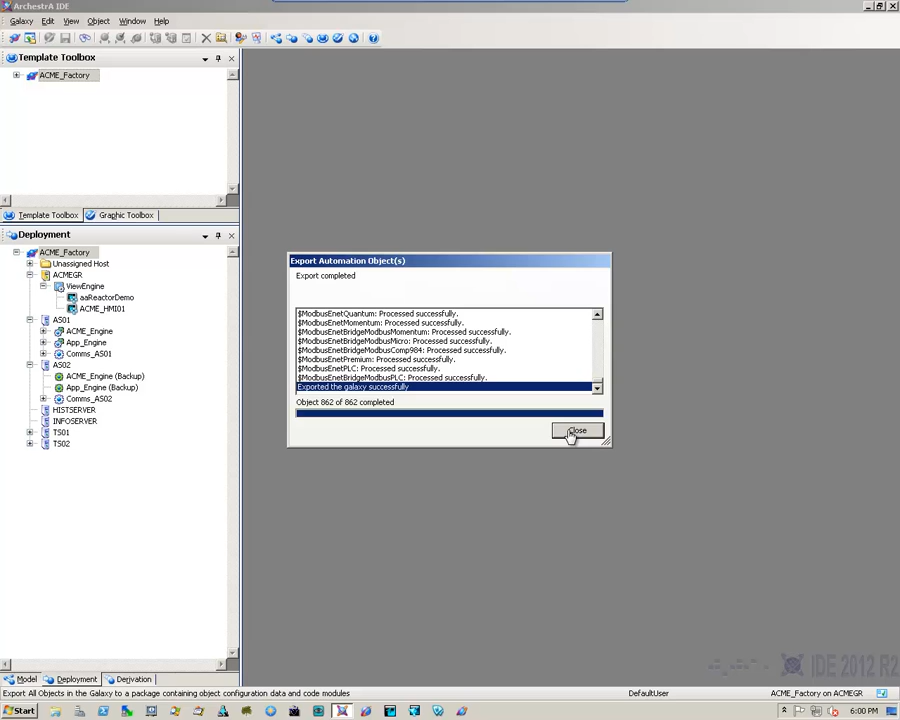 ArchestrA IDE
Galaxy Edit View Object Window Help
Template Toolbox
ACME_Factory
Template Toolbox Graphic Toolbox
Deployment
ACME_Factory
Unassigned Host
ACMEGR
ViewEngine
aaReactorDemo
ACME_HMI01
AS01
ACME_Engine
App_Engine
Comms_AS01
AS02
ACME_Engine (Backup)
App_Engine (Backup)
Comms_AS02
HISTSERVER
INFOSERVER
TS01
TS02
Export Automation Object(s)
Export completed
$ModbusEnetQuantum: Processed successfully.
$ModbusEnetMomentum: Processed successfully.
$ModbusEnetBridgeModbusMomentum: Processed successfully.
$ModbusEnetBridgeModbusMicro: Processed successfully.
$ModbusEnetBridgeModbusComp984: Processed successfully.
$ModbusEnetPremium: Processed successfully.
$ModbusEnetPLC: Processed successfully.
$ModbusEnetBridgeModbusPLC: Processed successfully.
Exported the galaxy successfully
Object 862 of 862 completed
Close
IDE 2012 R2
Model Deployment Derivation
Export All Objects in the Galaxy to a package containing object configuration data and code modules DefaultUser ACME_Factory on ACMEGR
Start 6:00 PM